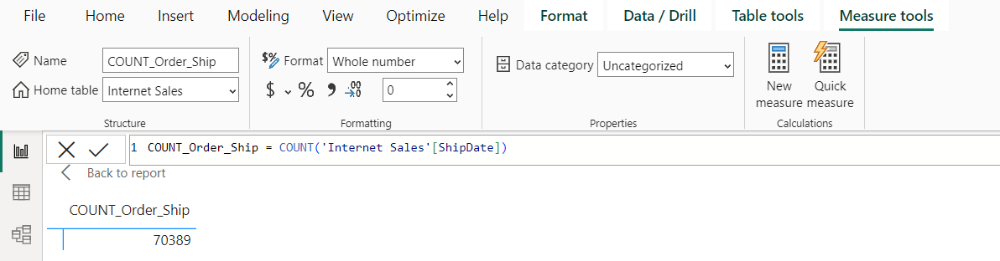 File Home Insert Modeling View Optimize Help Format Data / Drill Table tools Measure tools
Name COUNT_Order_Ship $% Format Whole number Data category Uncategorized
Home table Internet Sales $ % , .00 0 0
New measure Quick measure
Structure Formatting Properties Calculations
1 COUNT_Order_Ship = COUNT('Internet Sales'[ShipDate])
Back to report
COUNT_Order_Ship
70389